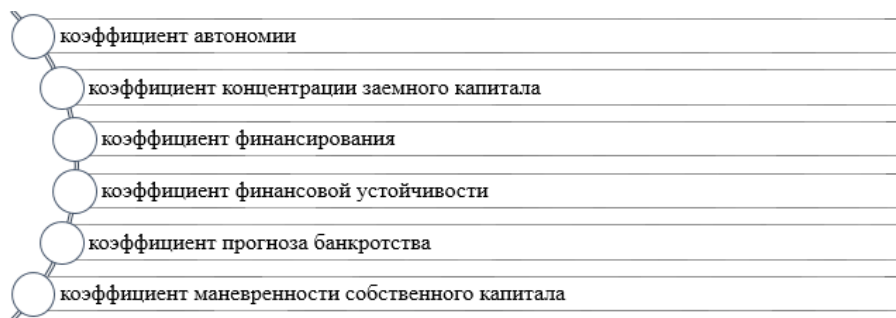 коэффициент автономии
коэффициент концентрации заемного капитала
коэффициент финансирования
коэффициент финансовой устойчивости
коэффициент прогноза банкротства
коэффициент маневренности собственного капитала